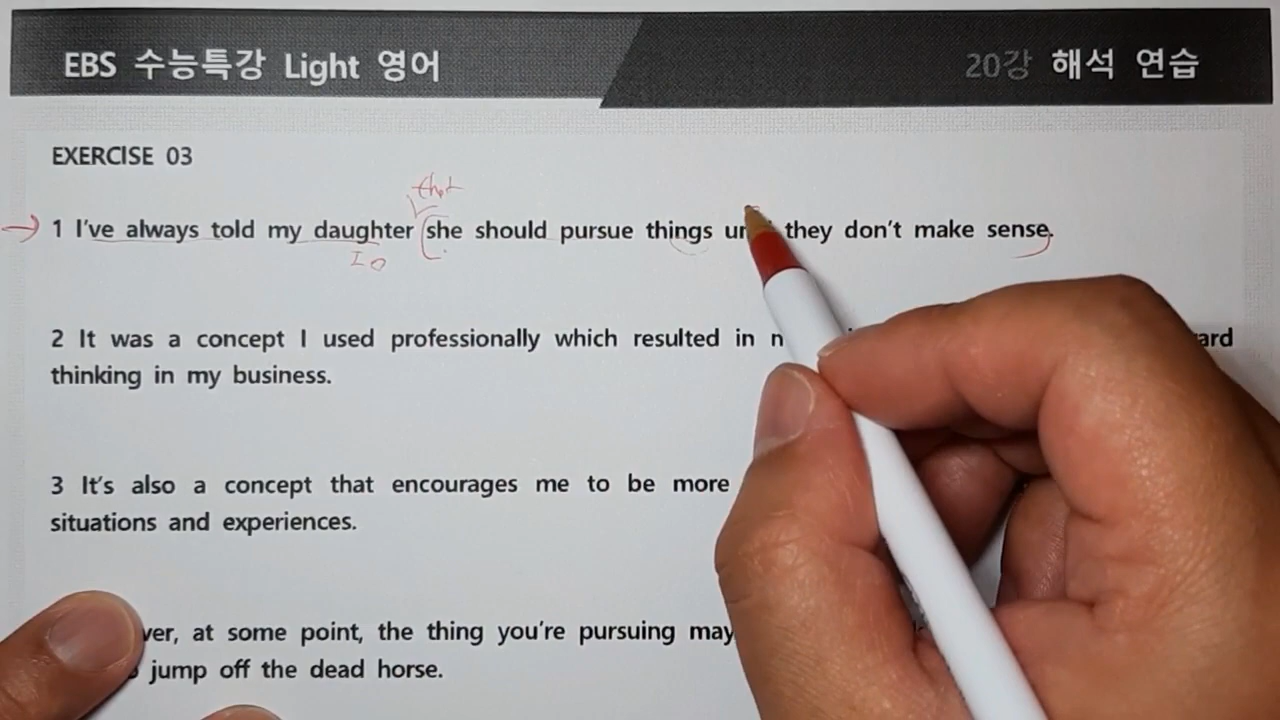 EBS 수능특강 Light 영어
20강 해석 연습
EXERCISE 03
that
1 I've always told my daughter she should pursue things they don't make sense.
IO
2 It was a concept I used professionally which resulted in
thinking in my business.
3 It's also a concept that encourages me to be more
situations and experiences.
at some point, the thing you're pursuing may
jump off the dead horse.